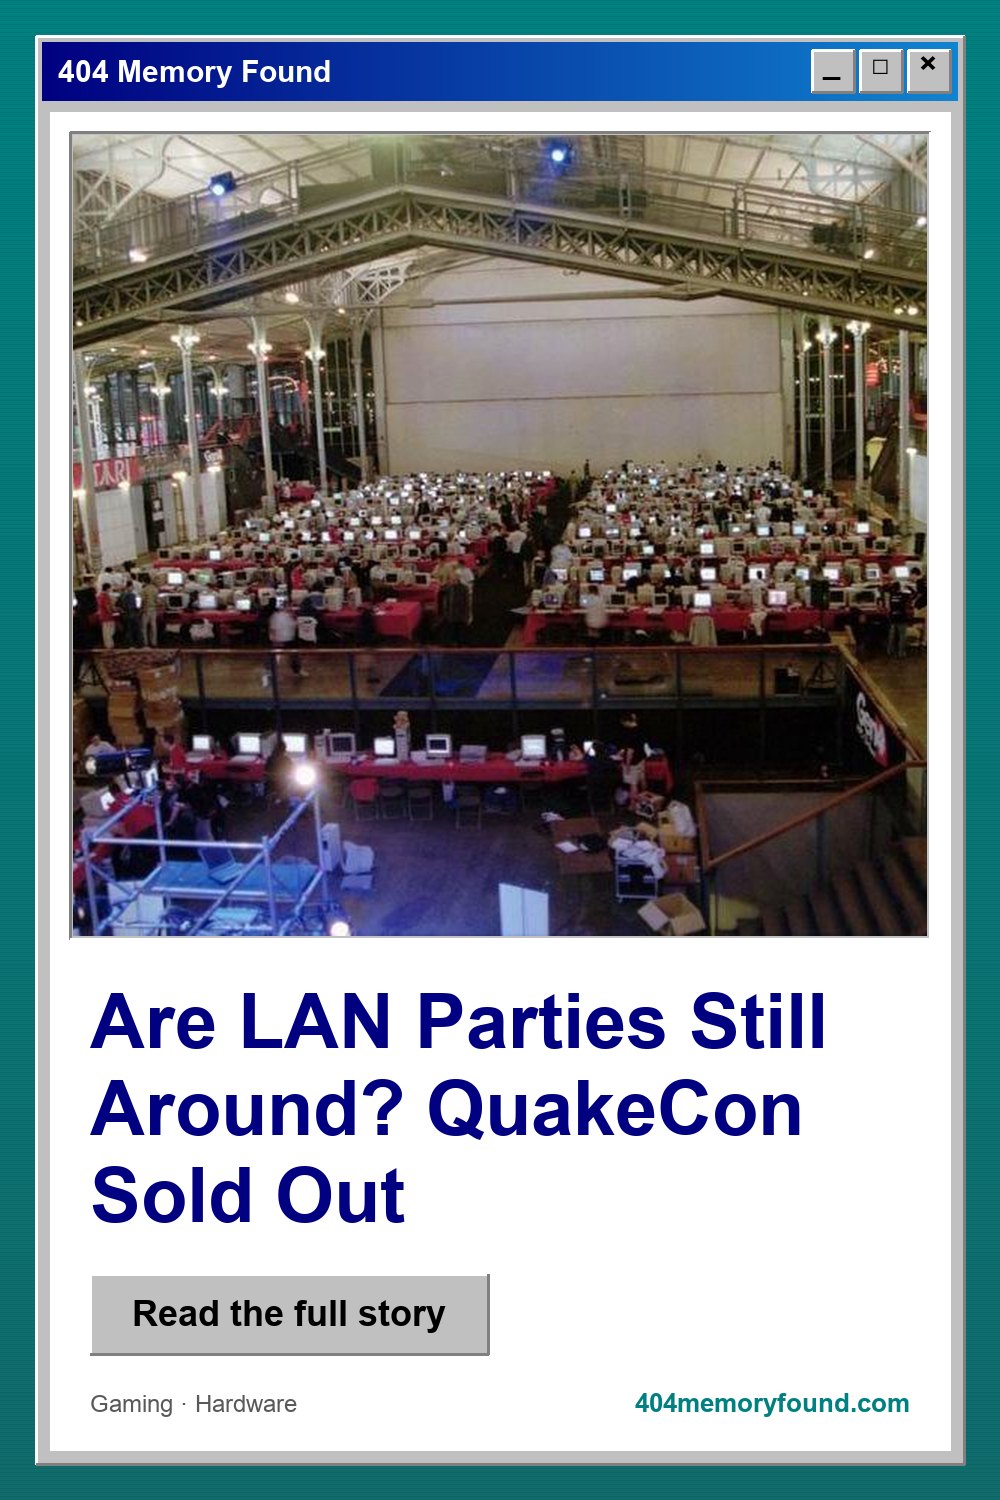 404 Memory Found
ATARI
Are LAN Parties Still
Around? QuakeCon
Sold Out
Read the full story
Gaming · Hardware
404memoryfound.com